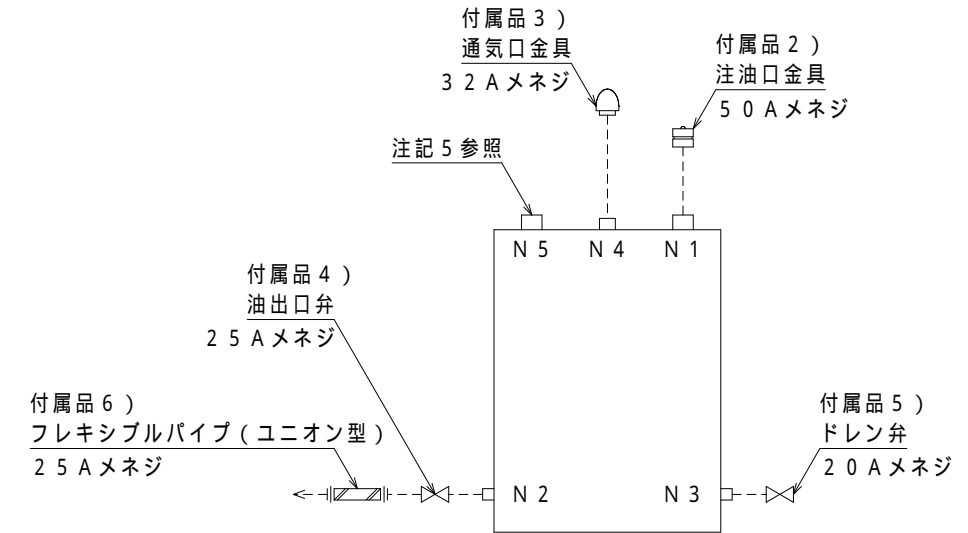 付属品３）
通気口金具
３２Ａメネジ
付属品２）
注油口金具
５０Ａメネジ
注記５参照
Ｎ５
Ｎ４
Ｎ１
付属品４）
油出口弁
２５Ａメネジ
付属品６）
フレキシブルパイプ（ユニオン型）
２５Ａメネジ
付属品５）
ドレン弁
２０Ａメネジ
Ｎ２
Ｎ３